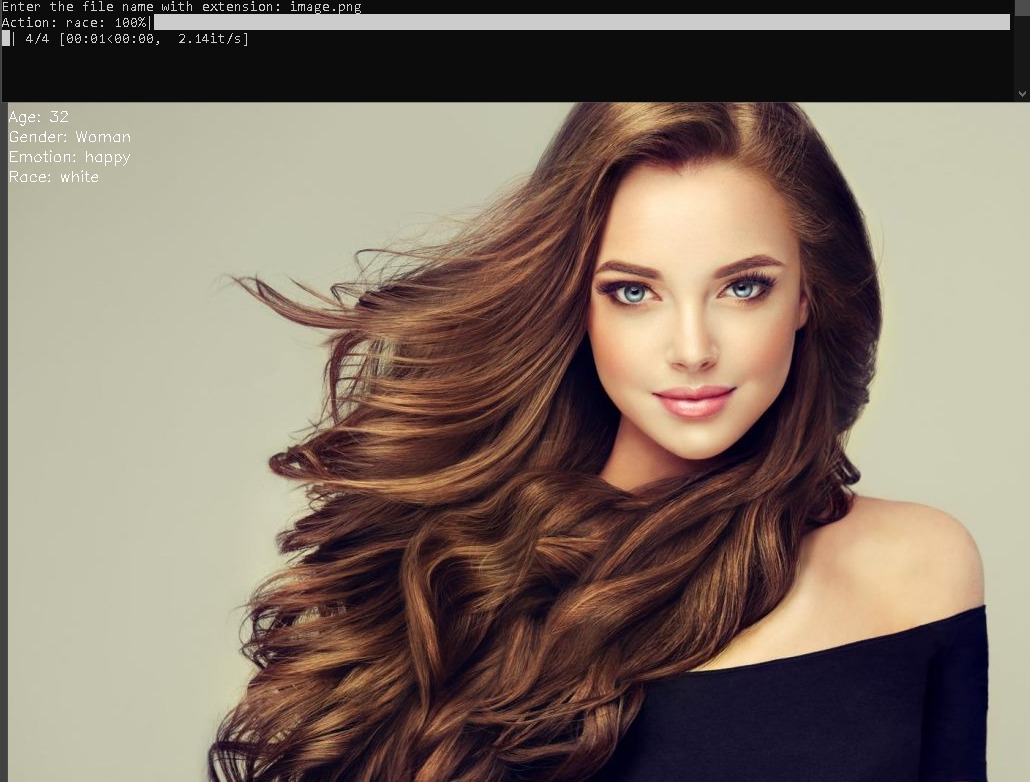 Enter the file name with extension: image.png
Action: race: 100%|
| 4/4 [00:01<00:00,  2.14it/s]
Age: 32
Gender: Woman
Emotion: happy
Race: white